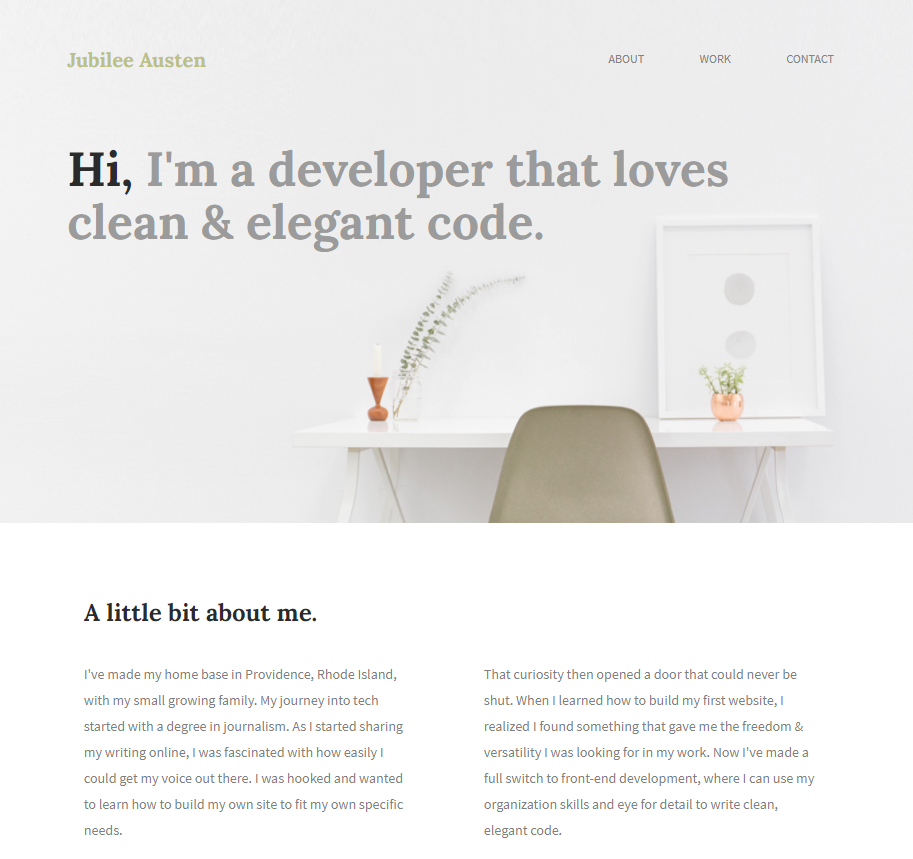 Jubilee Austen
ABOUT WORK CONTACT
Hi, I'm a developer that loves
clean & elegant code.
A little bit about me.
I've made my home base in Providence, Rhode Island,
with my small growing family. My journey into tech
started with a degree in journalism. As I started sharing
my writing online, I was fascinated with how easily I
could get my voice out there. I was hooked and wanted
to learn how to build my own site to fit my own specific
needs.
That curiosity then opened a door that could never be
shut. When I learned how to build my first website, I
realized I found something that gave me the freedom &
versatility I was looking for in my work. Now I've made a
full switch to front-end development, where I can use my
organization skills and eye for detail to write clean,
elegant code.